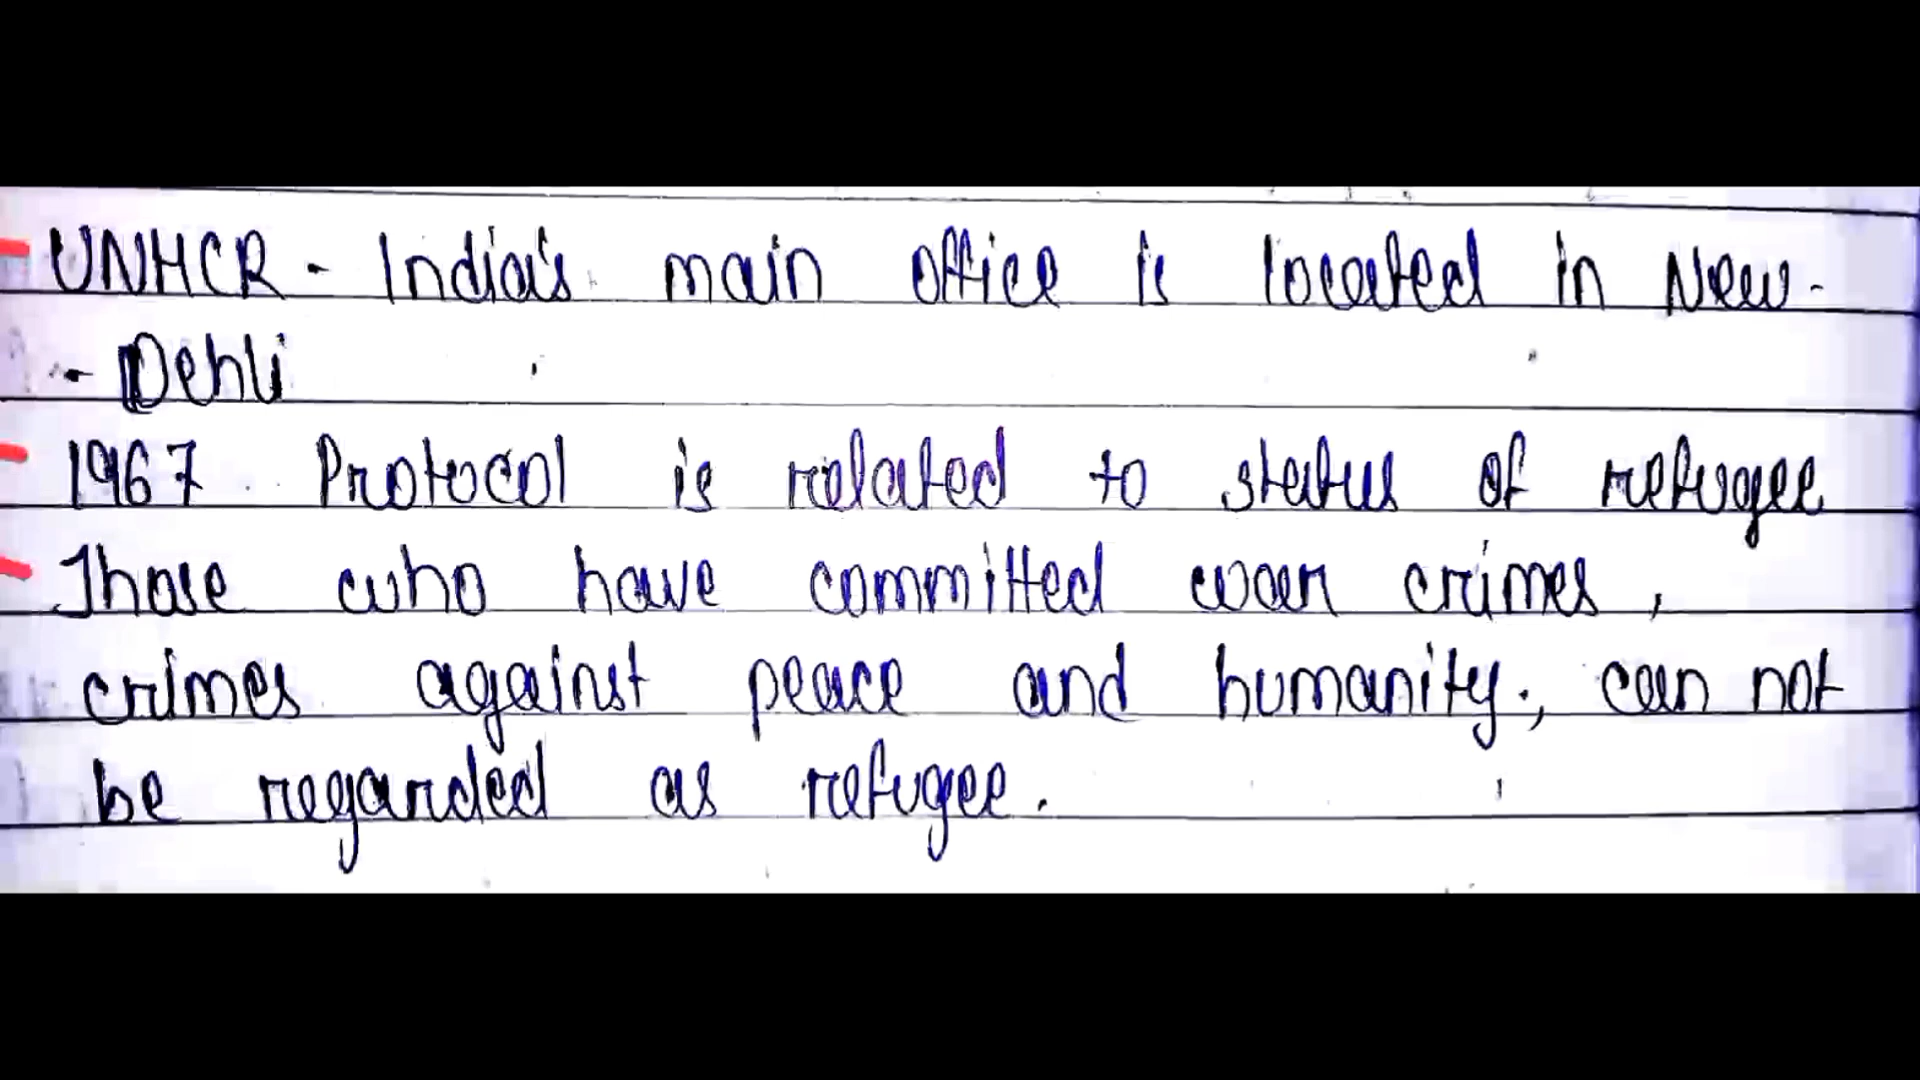 UNHCR - India's main office is located in New-
- Dehli
1967 Protocol is related to status of refugee
Those who have committed war crimes,
crimes against peace and humanity., can not
be regarded as refugee.